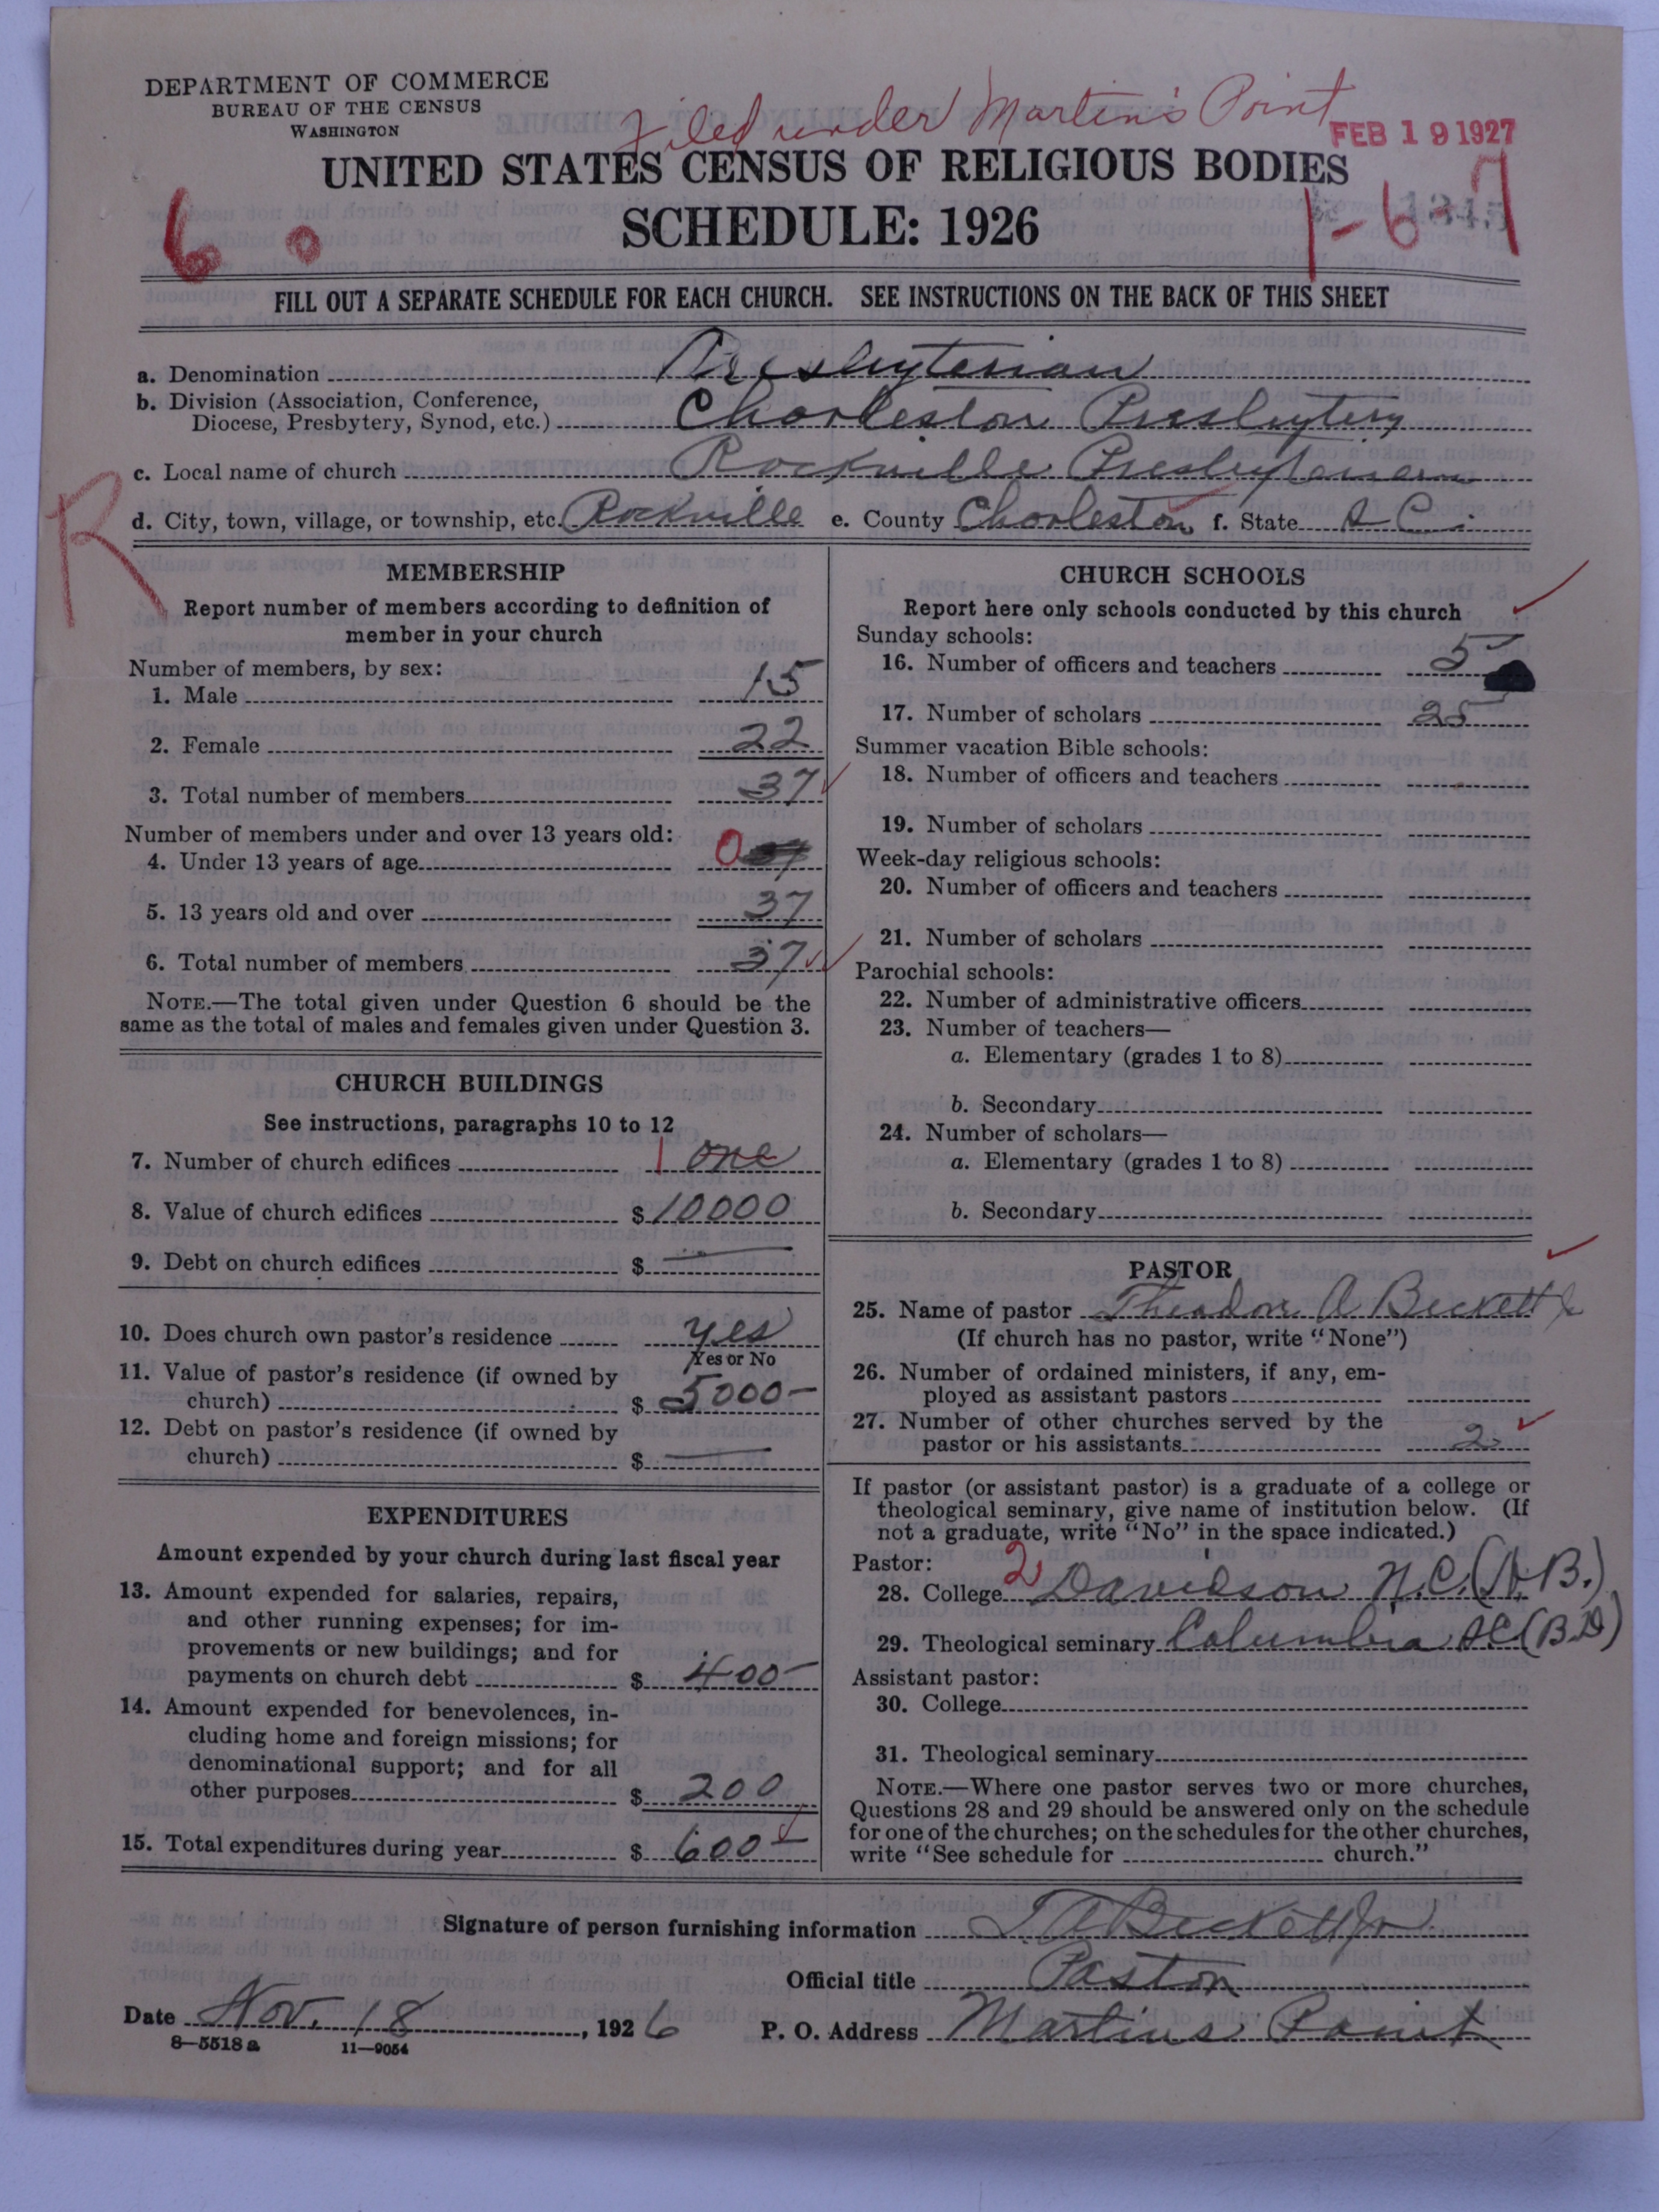 DEPARTMENT OF COMMERCE
BUREAU OF THE CENSUS
WASHINGTON
Filed under Martin's Point
FEB 19 1927
UNITED STATES CENSUS OF RELIGIOUS BODIES
SCHEDULE: 1926
60
1-6-7
FILL OUT A SEPARATE SCHEDULE FOR EACH CHURCH. SEE INSTRUCTIONS ON THE BACK OF THIS SHEET
a. Denomination Presbyterian
b. Division (Association, Conference,
Diocese, Presbytery, Synod, etc.) Charleston Presbytery
c. Local name of church Rockville Presbyterian
R
d. City, town, village, or township, etc. Rockville e. County Charleston f. State S C.
MEMBERSHIP
Report number of members according to definition of
member in your church
Number of members, by sex:
1. Male 15
2. Female 22
3. Total number of members 37
Number of members under and over 13 years old:
4. Under 13 years of age 0
5. 13 years old and over 37
6. Total number of members 37
NOTE.—The total given under Question 6 should be the
same as the total of males and females given under Question 3.
CHURCH BUILDINGS
See instructions, paragraphs 10 to 12
7. Number of church edifices 1 one
8. Value of church edifices $ 10000
9. Debt on church edifices $ —
10. Does church own pastor's residence yes
Yes or No
11. Value of pastor's residence (if owned by
church) $ 5000-
12. Debt on pastor's residence (if owned by
church) $ —
EXPENDITURES
Amount expended by your church during last fiscal year
13. Amount expended for salaries, repairs,
and other running expenses; for im-
provements or new buildings; and for
payments on church debt $ 400-
14. Amount expended for benevolences, in-
cluding home and foreign missions; for
denominational support; and for all
other purposes $ 200
15. Total expenditures during year $ 600-
CHURCH SCHOOLS
Report here only schools conducted by this church
Sunday schools:
16. Number of officers and teachers 5
17. Number of scholars 25
Summer vacation Bible schools:
18. Number of officers and teachers
19. Number of scholars
Week-day religious schools:
20. Number of officers and teachers
21. Number of scholars
Parochial schools:
22. Number of administrative officers
23. Number of teachers—
a. Elementary (grades 1 to 8)
b. Secondary
24. Number of scholars—
a. Elementary (grades 1 to 8)
b. Secondary
PASTOR
25. Name of pastor Theodore A Beckett
(If church has no pastor, write "None")
26. Number of ordained ministers, if any, em-
ployed as assistant pastors
27. Number of other churches served by the
pastor or his assistants 2
If pastor (or assistant pastor) is a graduate of a college or
theological seminary, give name of institution below. (If
not a graduate, write "No" in the space indicated.)
Pastor:
28. College 2 Davidson N.C. (A.B.)
29. Theological seminary Columbia SC (B.D)
Assistant pastor:
30. College
31. Theological seminary
NOTE.—Where one pastor serves two or more churches,
Questions 28 and 29 should be answered only on the schedule
for one of the churches; on the schedules for the other churches,
write "See schedule for church."
Signature of person furnishing information T. A Beckett Jr.
Official title Pastor
Date Nov. 18, 1926 P. O. Address Martins Point
8—5518 a 11—9054